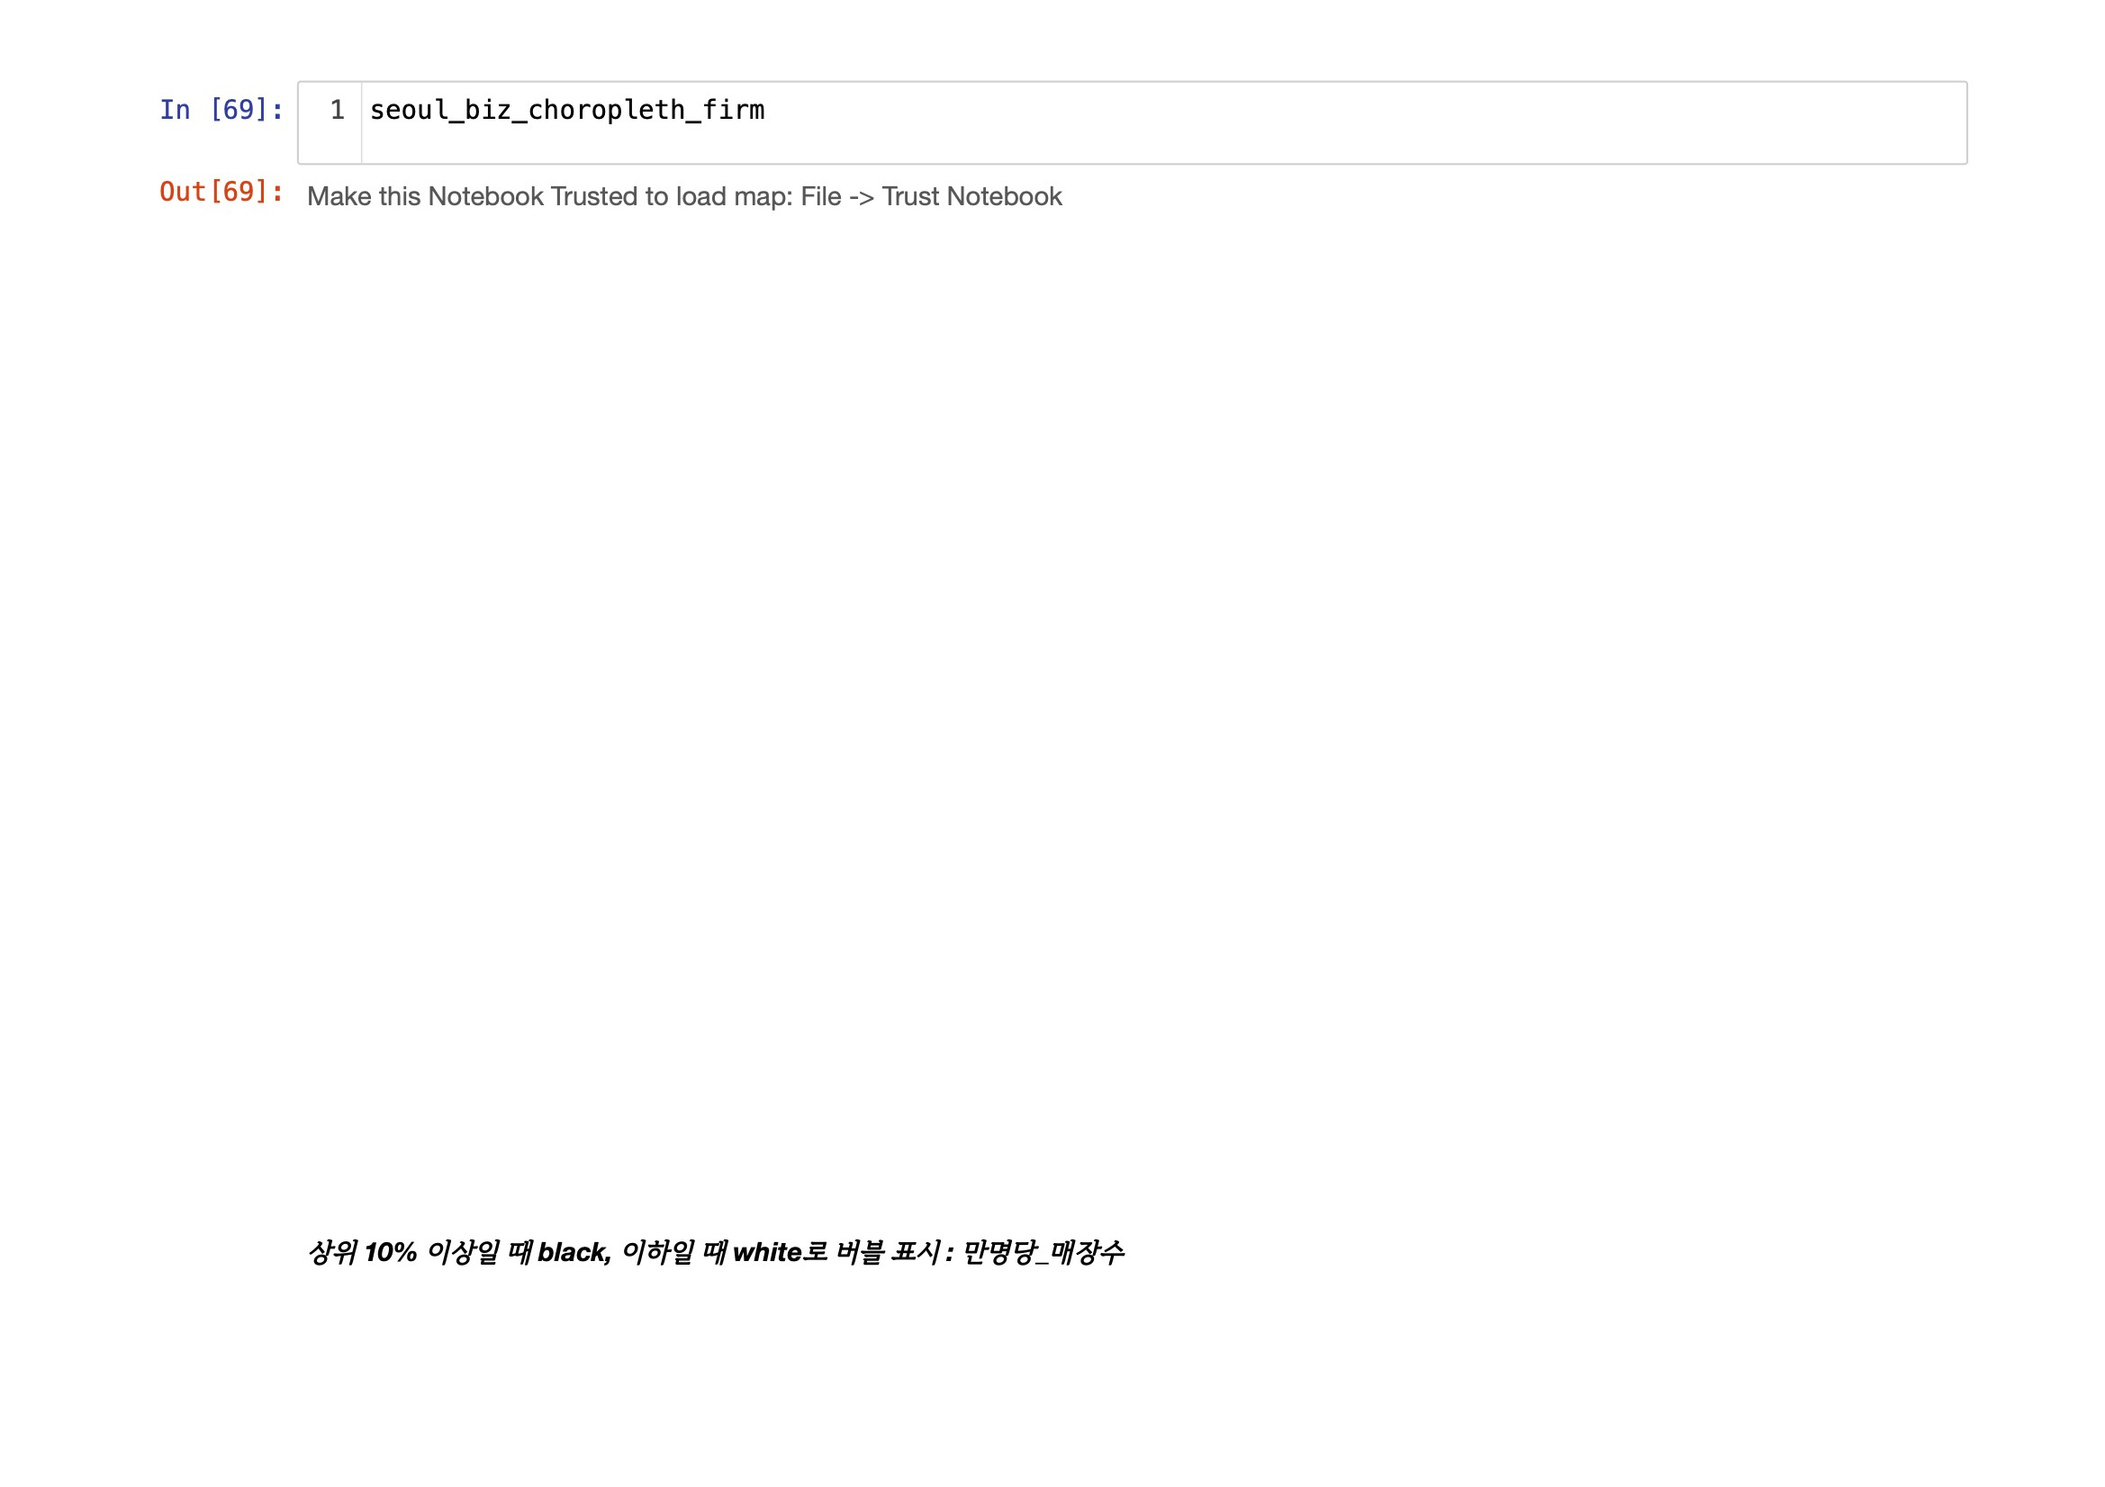 In [69]: 1 seoul_biz_choropleth_firm
Out[69]: Make this Notebook Trusted to load map: File -> Trust Notebook
상위 10% 이상일 때 black, 이하일 때 white로 버블 표시 : 만명당_매장수